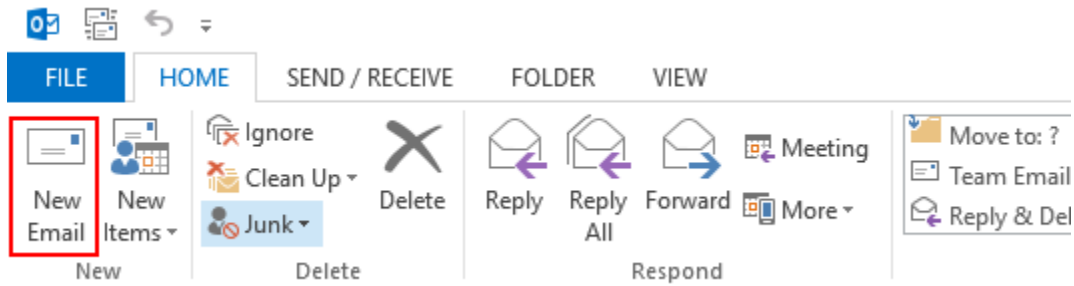 FILE HOME SEND / RECEIVE FOLDER VIEW
New Email
New Items
Ignore
Clean Up
Junk
Delete
Reply
Reply All
Forward
Meeting
More
Move to: ?
Team Email
Reply & Del
New
Delete
Respond